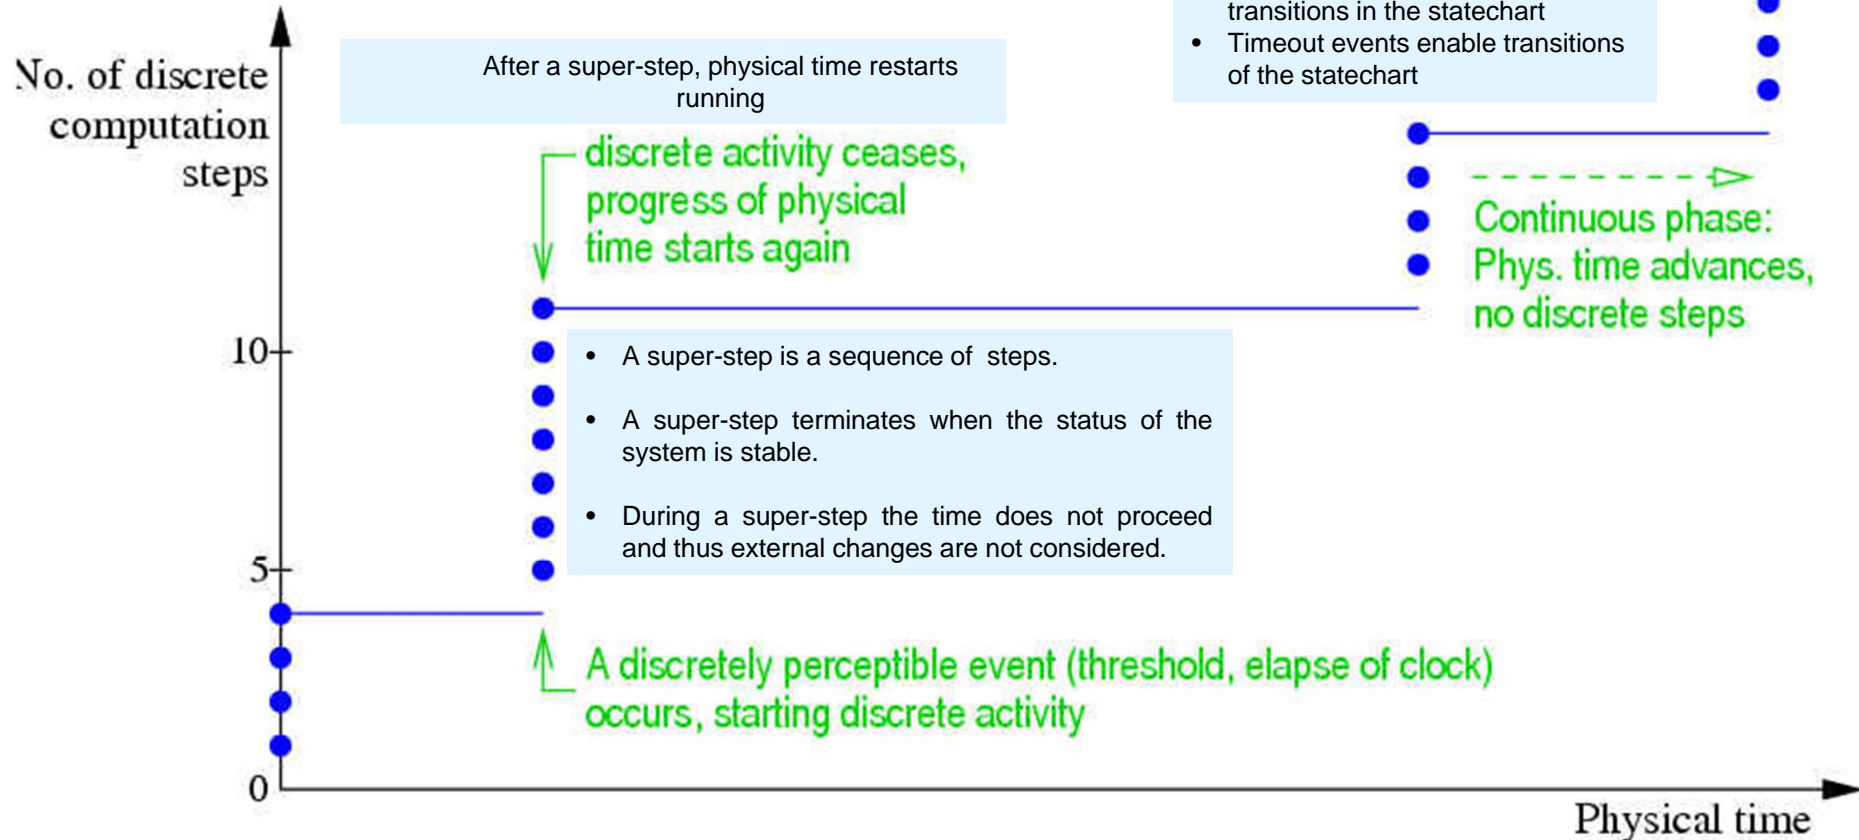 transitions in the statechart
• Timeout events enable transitions
of the statechart
No. of discrete
computation
steps
After a super-step, physical time restarts
running
discrete activity ceases,
progress of physical
time starts again
Continuous phase:
Phys. time advances,
no discrete steps
10
• A super-step is a sequence of steps.
• A super-step terminates when the status of the
system is stable.
• During a super-step the time does not proceed
and thus external changes are not considered.
5
A discretely perceptible event (threshold, elapse of clock)
occurs, starting discrete activity
0
Physical time